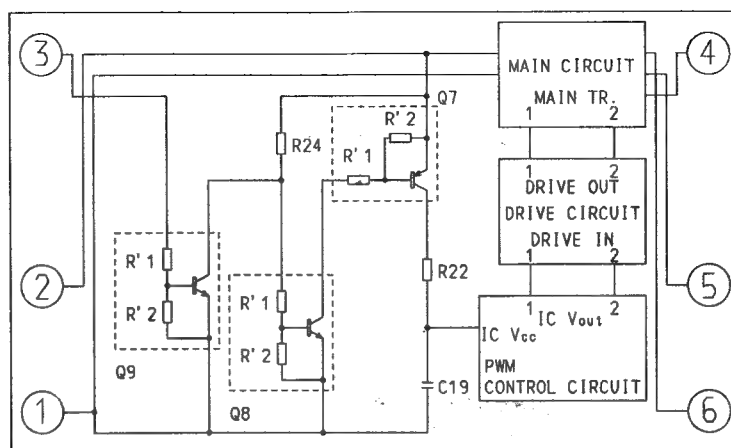 3
2
1
Q7
R'2
R'1
R24
MAIN CIRCUIT
MAIN TR.
1 2
4
1 2
DRIVE OUT
DRIVE CIRCUIT
DRIVE IN
1 2
5
R'1
R'2
Q9
R'1
R'2
Q8
R22
C19
1 2
IC Vout
IC Vcc
PWM
CONTROL CIRCUIT
6